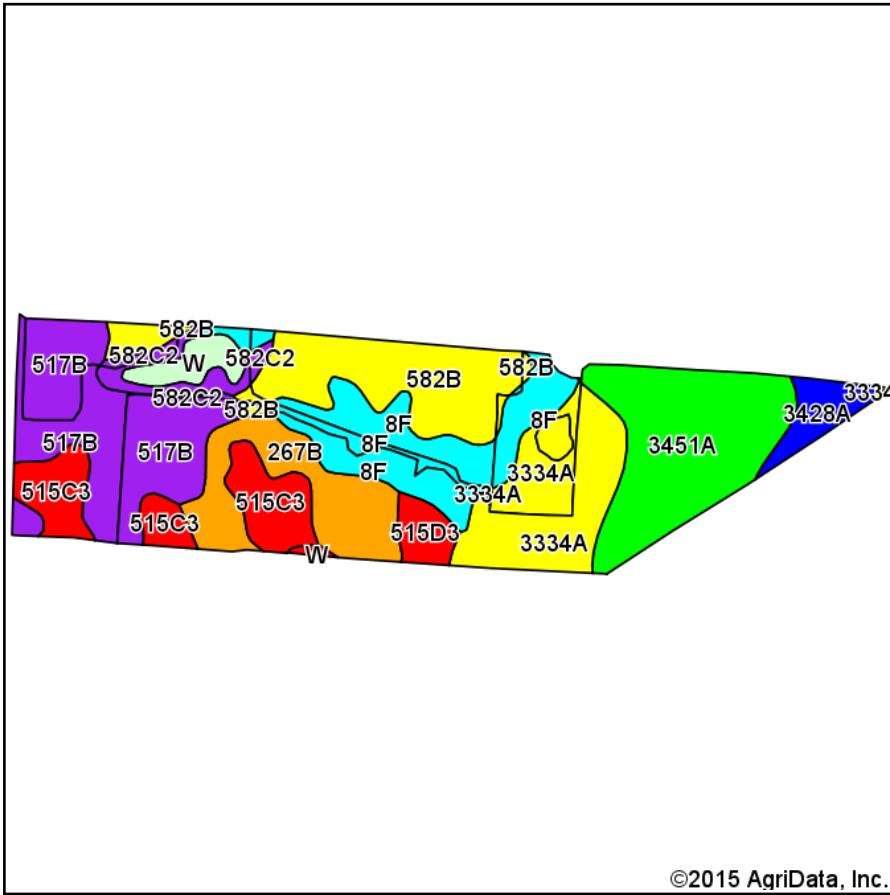 582B
517B
582C2
W
582C2
582B
582B
582C2
582B
3334
3428A
8F
8F
517B
517B
267B
8F
3451A
8F
3334A
515C3
515C3
3334A
515C3
515D3
3334A
W
©2015 AgriData, Inc.